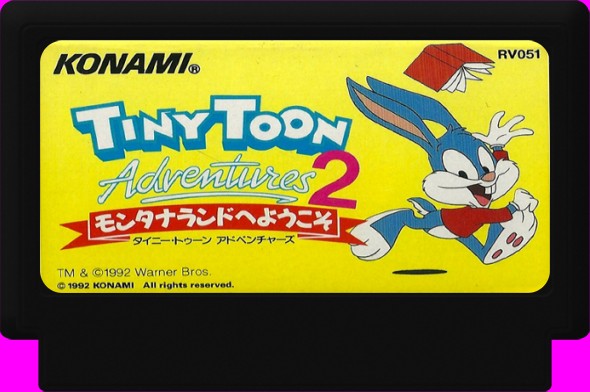 KONAMI®
RV051
TINY TOON
Adventures 2
モンタナランドへようこそ
タイニー・トゥーン アドベンチャーズ
TM & ©1992 Warner Bros.
© 1992 KONAMI All rights reserved.